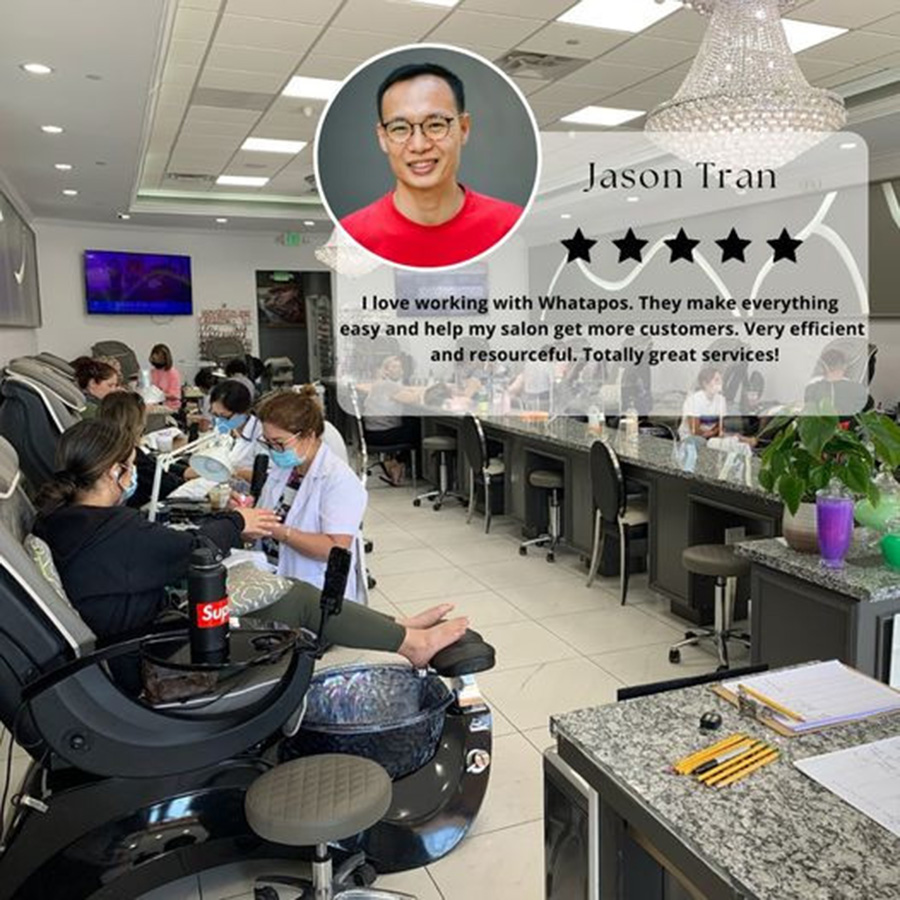 Jason Tran
I love working with Whatapos. They make everything
easy and help my salon get more customers. Very efficient
and resourceful. Totally great services!
Sup